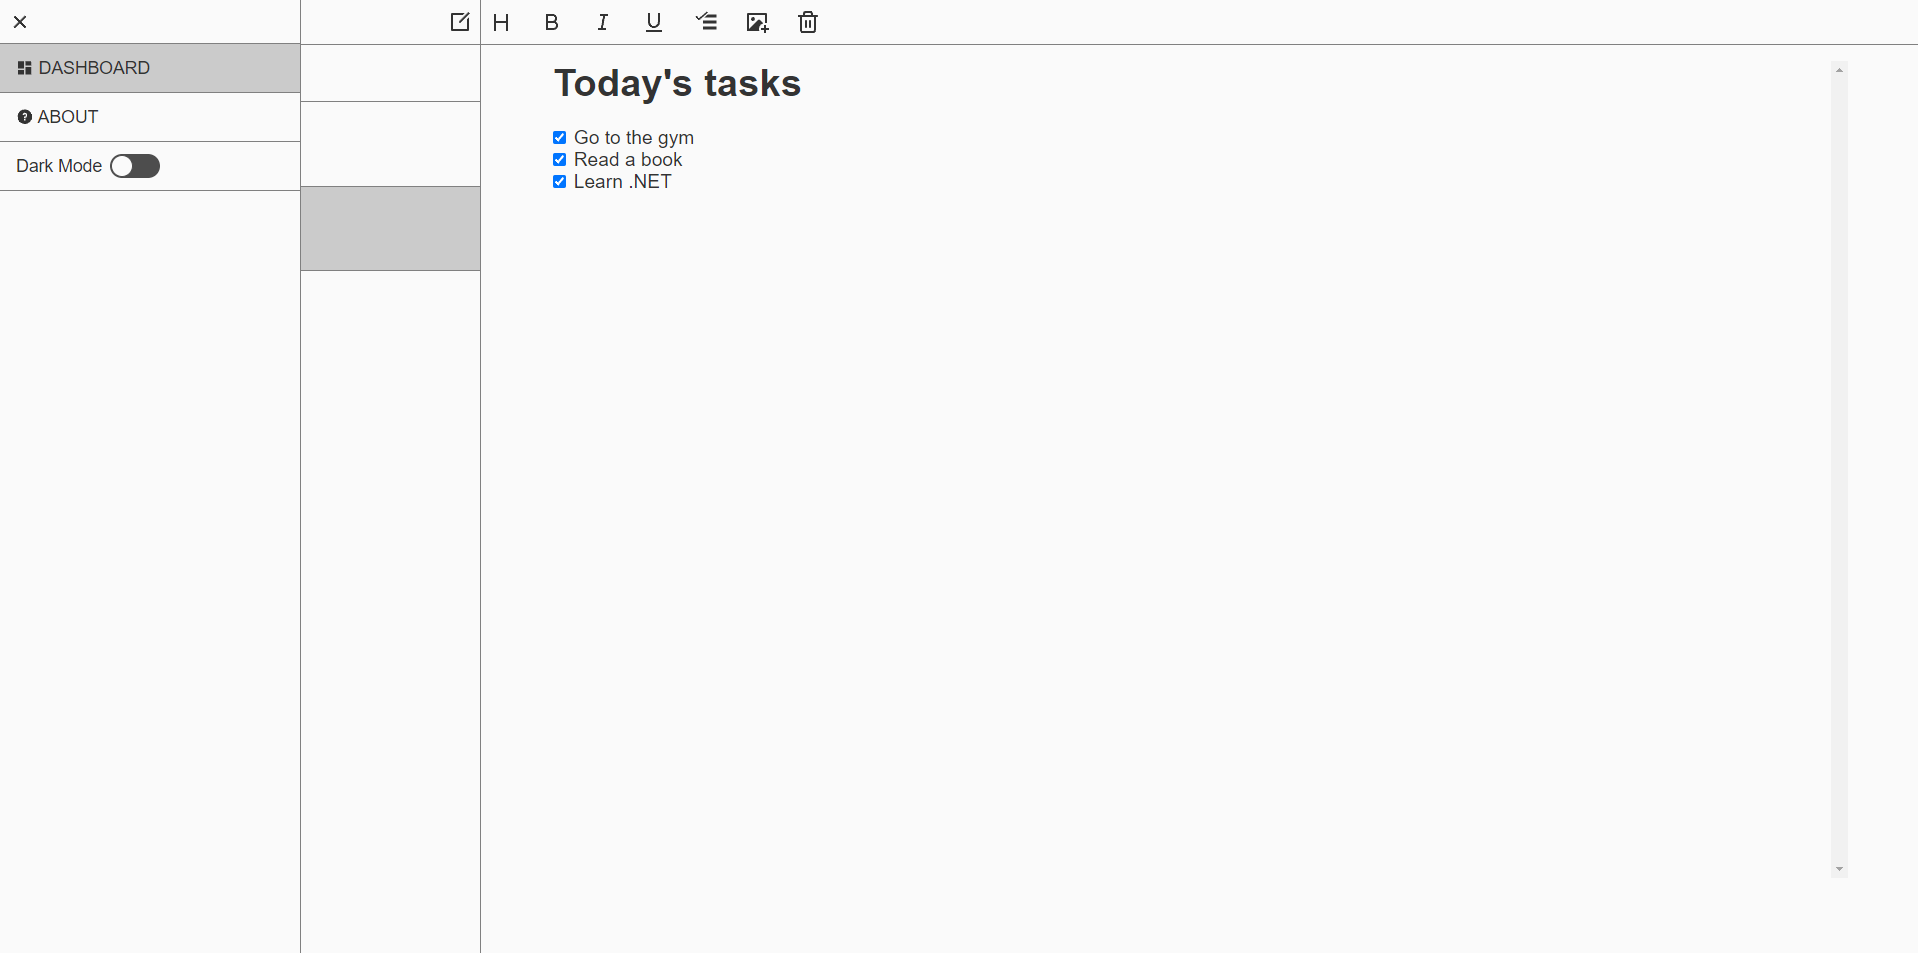 DASHBOARD
ABOUT
Dark Mode
H B I U
Today's tasks
Go to the gym
Read a book
Learn .NET